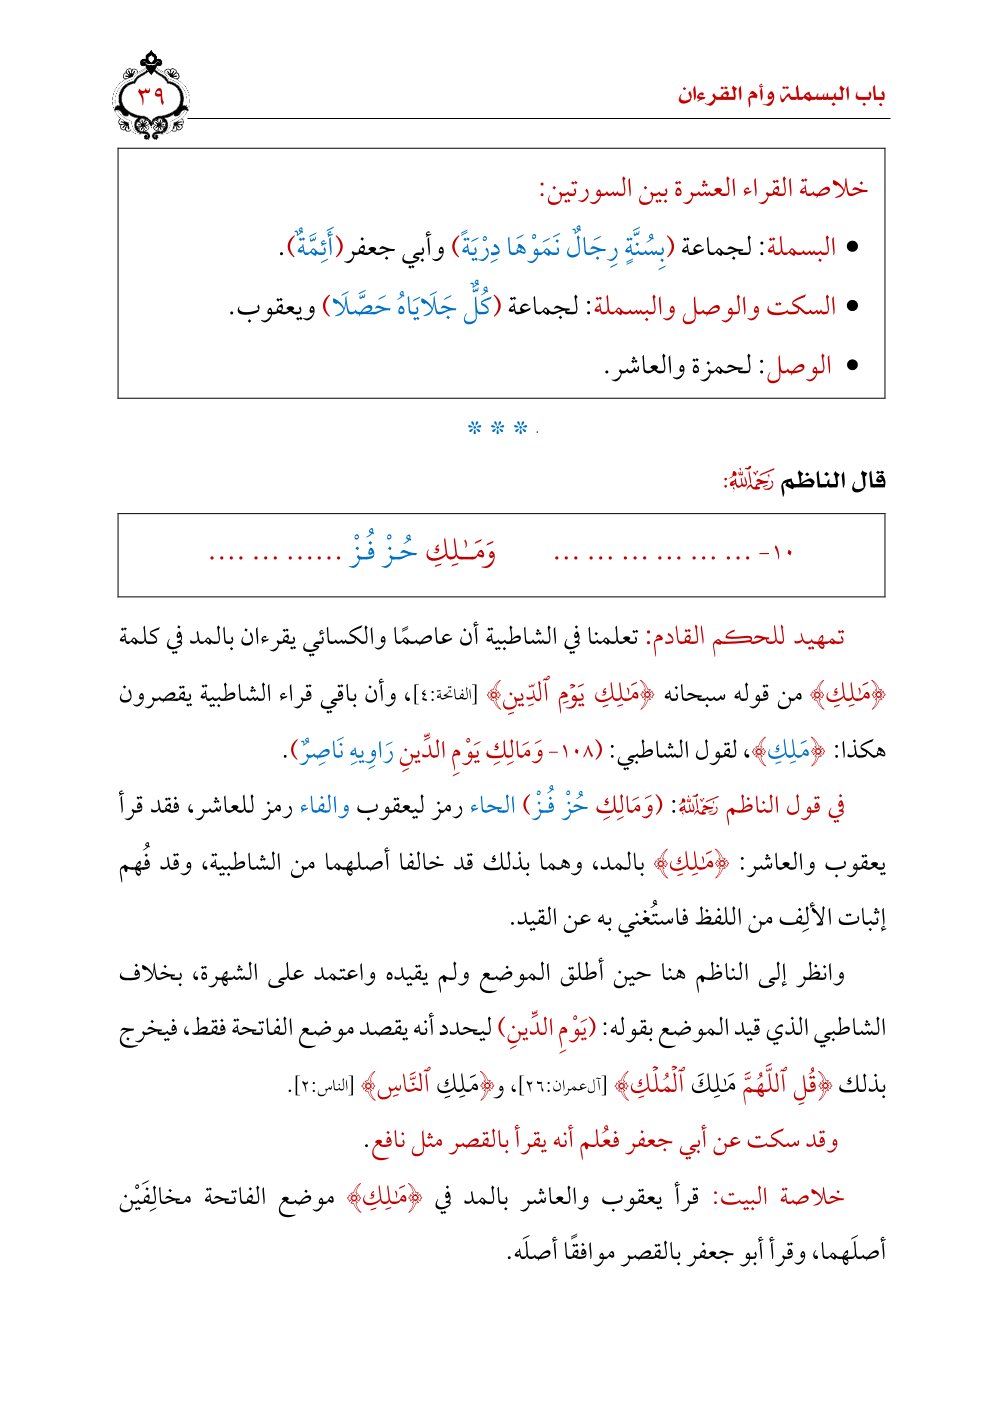 باب البسملة وأم القرءان
٣٩
خلاصة القراء العشرة بين السورتين:
• البسملة: لجماعة (بِسُنَّةٍ رِجَالٌ نَمَوْهَا دِرْيَةً) وأبي جعفر(أَئِمَّةٌ).
• السكت والوصل والبسملة: لجماعة (كُلٌّ جَلَايَاهُ حَصَّلَا) ويعقوب.
• الوصل: لحمزة والعاشر.
. * * *
قال الناظم رَحِمَهُ ٱللَّهُ:
١٠- ... ... ... ... ... ... وَمَـٰلِكِ حُـزْ فُـزْ ...... ... ....
تمهيد للحكم القادم: تعلمنا في الشاطبية أن عاصمًا والكسائي يقرءان بالمد في كلمة
﴿مَٰلِكِ﴾ من قوله سبحانه ﴿مَٰلِكِ يَوْمِ ٱلدِّينِ﴾ [الفاتحة:٤]، وأن باقي قراء الشاطبية يقصرون
هكذا: ﴿مَلِكِ﴾، لقول الشاطبي: (١٠٨- وَمَالِكِ يَوْمِ الدِّينِ رَاوِيهِ نَاصِرٌ).
في قول الناظم رَحِمَهُ ٱللَّهُ: (وَمَالِكِ حُزْ فُـزْ) الحاء رمز ليعقوب والفاء رمز للعاشر، فقد قرأ
يعقوب والعاشر: ﴿مَٰلِكِ﴾ بالمد، وهما بذلك قد خالفا أصلهما من الشاطبية، وقد فُهم
إثبات الألِف من اللفظ فاستُغني به عن القيد.
وانظر إلى الناظم هنا حين أطلق الموضع ولم يقيده واعتمد على الشهرة، بخلاف
الشاطبي الذي قيد الموضع بقوله: (يَوْمِ الدِّينِ) ليحدد أنه يقصد موضع الفاتحة فقط، فيخرج
بذلك ﴿قُلِ ٱللَّهُمَّ مَٰلِكَ ٱلْمُلْكِ﴾ [آل عمران:٢٦]، و﴿مَلِكِ ٱلنَّاسِ﴾ [الناس:٢].
وقد سكت عن أبي جعفر فعُلم أنه يقرأ بالقصر مثل نافع.
خلاصة البيت: قرأ يعقوب والعاشر بالمد في ﴿مَٰلِكِ﴾ موضع الفاتحة مخالِفَيْن
أصلَهما، وقرأ أبو جعفر بالقصر موافقًا أصلَه.